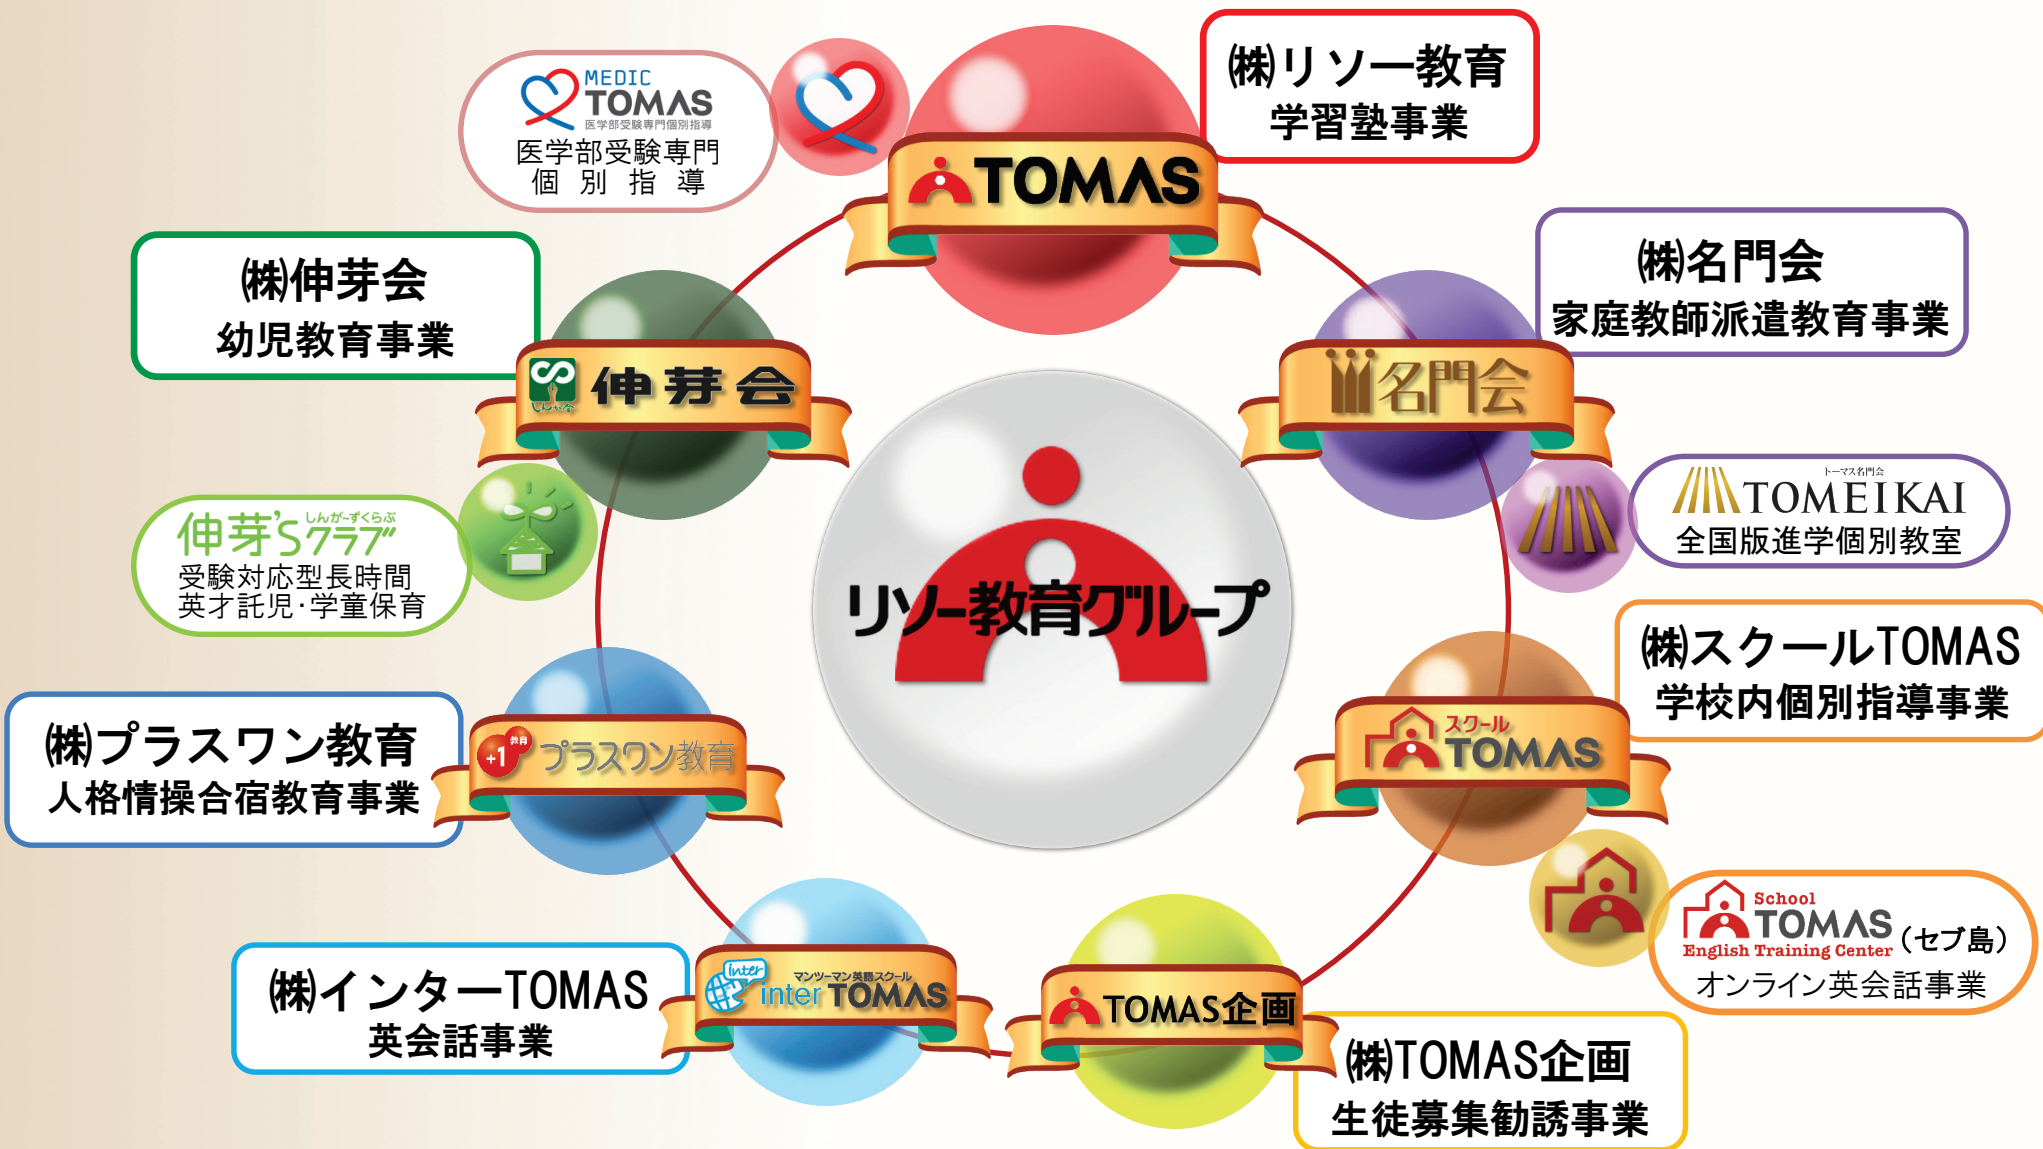 MEDIC
TOMAS
医学部受験専門個別指導
医学部受験専門
個別指導
TOMAS
㈱リソー教育
学習塾事業
㈱伸芽会
幼児教育事業
しんが会
伸芽会
名門会
㈱名門会
家庭教師派遣教育事業
トーマス名門会
TOMEIKAI
全国版進学個別教室
伸芽'Sクラブ
しんが~ずくらぶ
受験対応型長時間
英才託児・学童保育
リソー教育グループ
㈱スクールTOMAS
学校内個別指導事業
スクール
TOMAS
㈱プラスワン教育
人格情操合宿教育事業
+1 教育
プラスワン教育
School
TOMAS
English Training Center
(セブ島)
オンライン英会話事業
㈱インターTOMAS
英会話事業
inter
マンツーマン英語スクール
inter TOMAS
TOMAS企画
㈱TOMAS企画
生徒募集勧誘事業